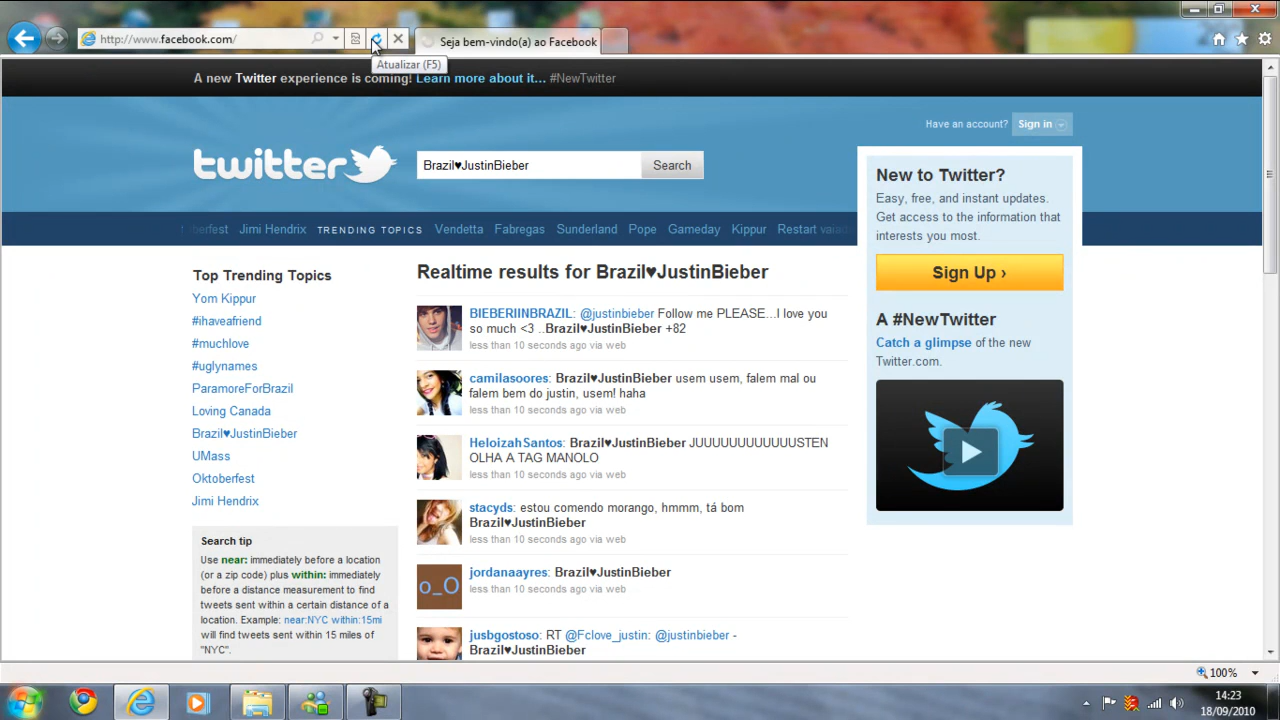 http://www.facebook.com/
Seja bem-vindo(a) ao Facebook
Atualizar (F5)
A new Twitter experience is coming! Learn more about it... #NewTwitter
Have an account? Sign in
twitter
Brazil♥JustinBieber
Search
berfest Jimi Hendrix TRENDING TOPICS Vendetta Fabregas Sunderland Pope Gameday Kippur Restart
New to Twitter?
Easy, free, and instant updates.
Get access to the information that
interests you most.
Sign Up ›
A #NewTwitter
Catch a glimpse of the new
Twitter.com.
Top Trending Topics
Yom Kippur
#ihaveafriend
#muchlove
#uglynames
ParamoreForBrazil
Loving Canada
Brazil♥JustinBieber
UMass
Oktoberfest
Jimi Hendrix
Search tip
Use near: immediately before a location
(or a zip code) plus within: immediately
before a distance measurement to find
tweets sent within a certain distance of a
location. Example: near:NYC within:15mi
will find tweets sent within 15 miles of
"NYC".
Realtime results for Brazil♥JustinBieber
BIEBERIINBRAZIL: @justinbieber Follow me PLEASE...I love you
so much <3 ..Brazil♥JustinBieber +82
less than 10 seconds ago via web
camilasoores: Brazil♥JustinBieber usem usem, falem mal ou
falem bem do justin, usem! haha
less than 10 seconds ago via web
HeloizahSantos: Brazil♥JustinBieber JUUUUUUUUUUUUSTEN
OLHA A TAG MANOLO
less than 10 seconds ago via web
stacyds: estou comendo morango, hmmm, tá bom
Brazil♥JustinBieber
less than 10 seconds ago via web
o_O
jordanaayres: Brazil♥JustinBieber
less than 10 seconds ago via web
jusbgostoso: RT @Fclove_justin: @justinbieber -
Brazil♥JustinBieber
100%
14:23
18/09/2010